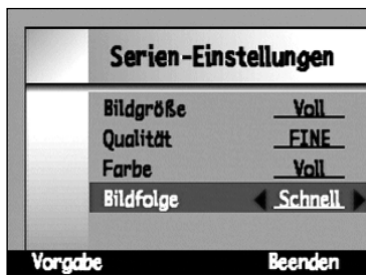 Serien-Einstellungen
Bildgröße Voll
Qualität FINE
Farbe Voll
Bildfolge Schnell
Vorgabe Beenden